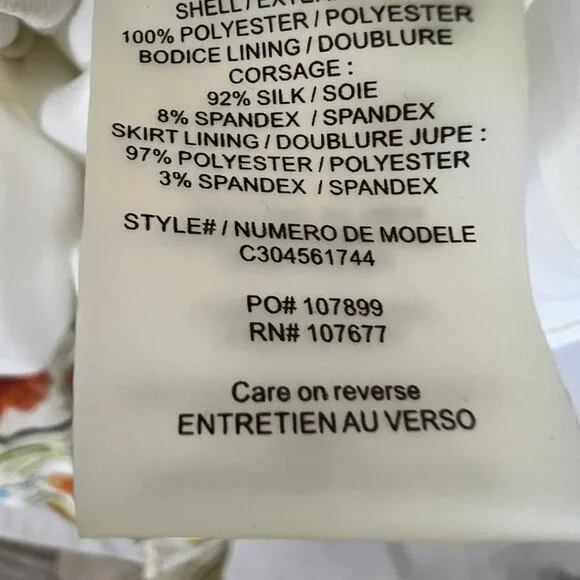 SHELL / EXTER
100% POLYESTER / POLYESTER
BODICE LINING / DOUBLURE
CORSAGE :
92% SILK / SOIE
8% SPANDEX / SPANDEX
SKIRT LINING / DOUBLURE JUPE :
97% POLYESTER / POLYESTER
3% SPANDEX / SPANDEX
STYLE# / NUMERO DE MODELE
C304561744
PO# 107899
RN# 107677
Care on reverse
ENTRETIEN AU VERSO